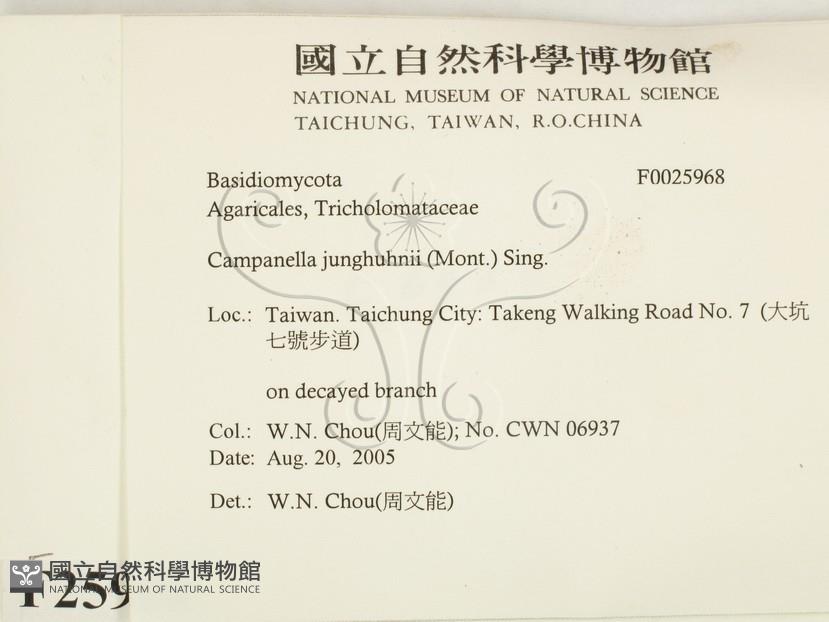 國立自然科學博物館
NATIONAL MUSEUM OF NATURAL SCIENCE
TAICHUNG, TAIWAN, R.O.CHINA
Basidiomycota F0025968
Agaricales, Tricholomataceae
Campanella junghuhnii (Mont.) Sing.
Loc.: Taiwan. Taichung City: Takeng Walking Road No. 7 (大坑
七號步道)
on decayed branch
Col.: W.N. Chou(周文能); No. CWN 06937
Date: Aug. 20, 2005
Det.: W.N. Chou(周文能)
國立自然科學博物館
NATIONAL MUSEUM OF NATURAL SCIENCE